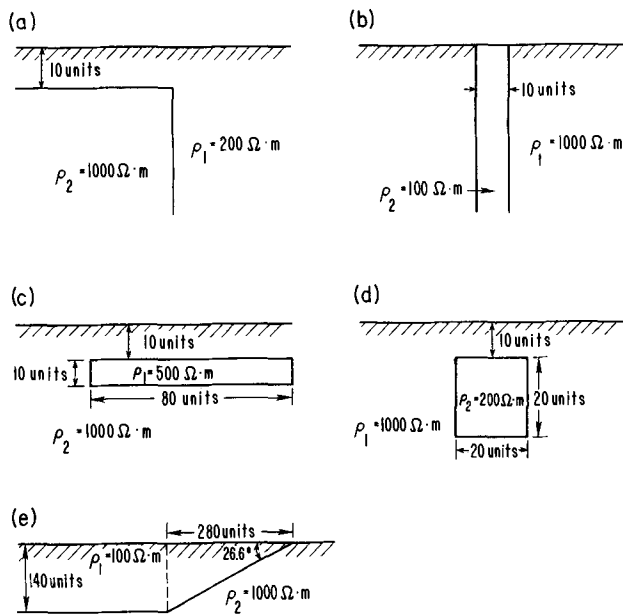 (a)
10 units
ρ₁ = 200 Ω·m
ρ₂ = 1000 Ω·m
(b)
10 units
ρ₁ = 1000 Ω·m
ρ₂ = 100 Ω·m
(c)
10 units
10 units
ρ₁ = 500 Ω·m
80 units
ρ₂ = 1000 Ω·m
(d)
10 units
ρ₂ = 200 Ω·m
20 units
ρ₁ = 1000 Ω·m
20 units
(e)
280 units
ρ₁ = 100 Ω·m
26.6°
140 units
ρ₂ = 1000 Ω·m